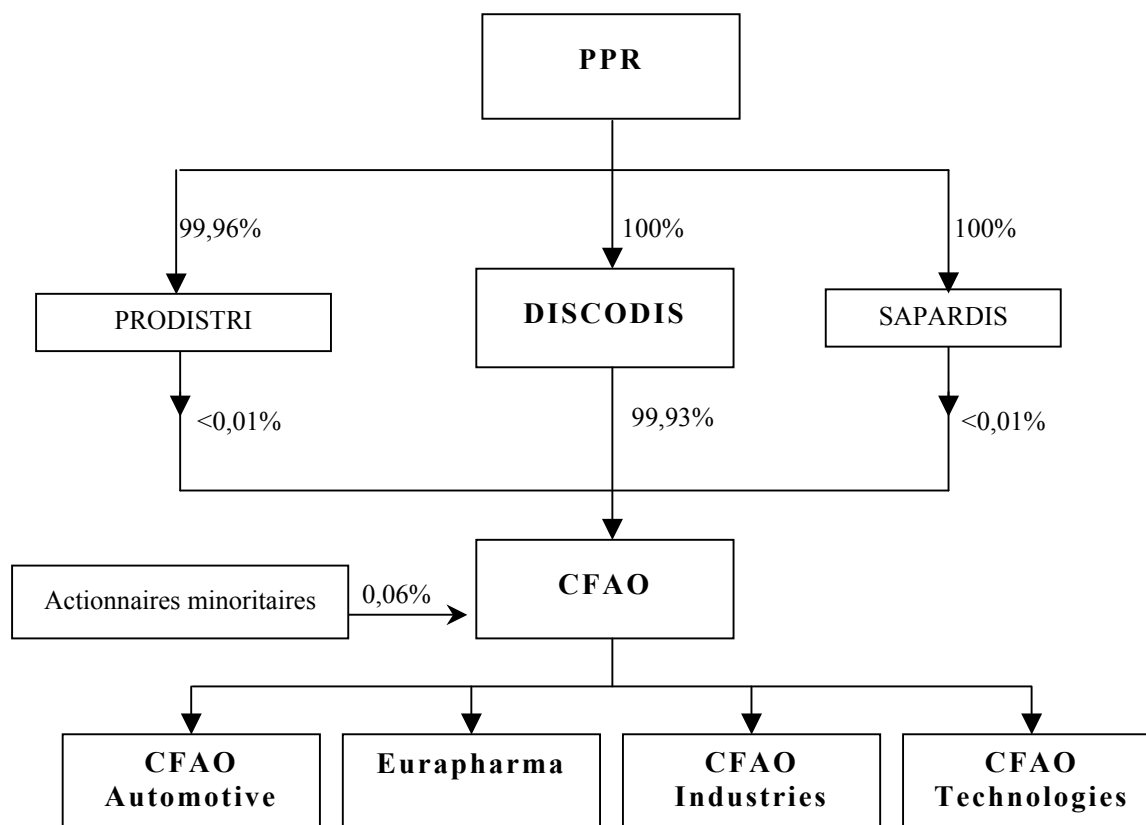 PPR
99,96%
100%
100%
PRODISTRI
DISCODIS
SAPARDIS
<0,01%
99,93%
<0,01%
Actionnaires minoritaires
0,06%
CFAO
CFAO
Automotive
Eurapharma
CFAO
Industries
CFAO
Technologies